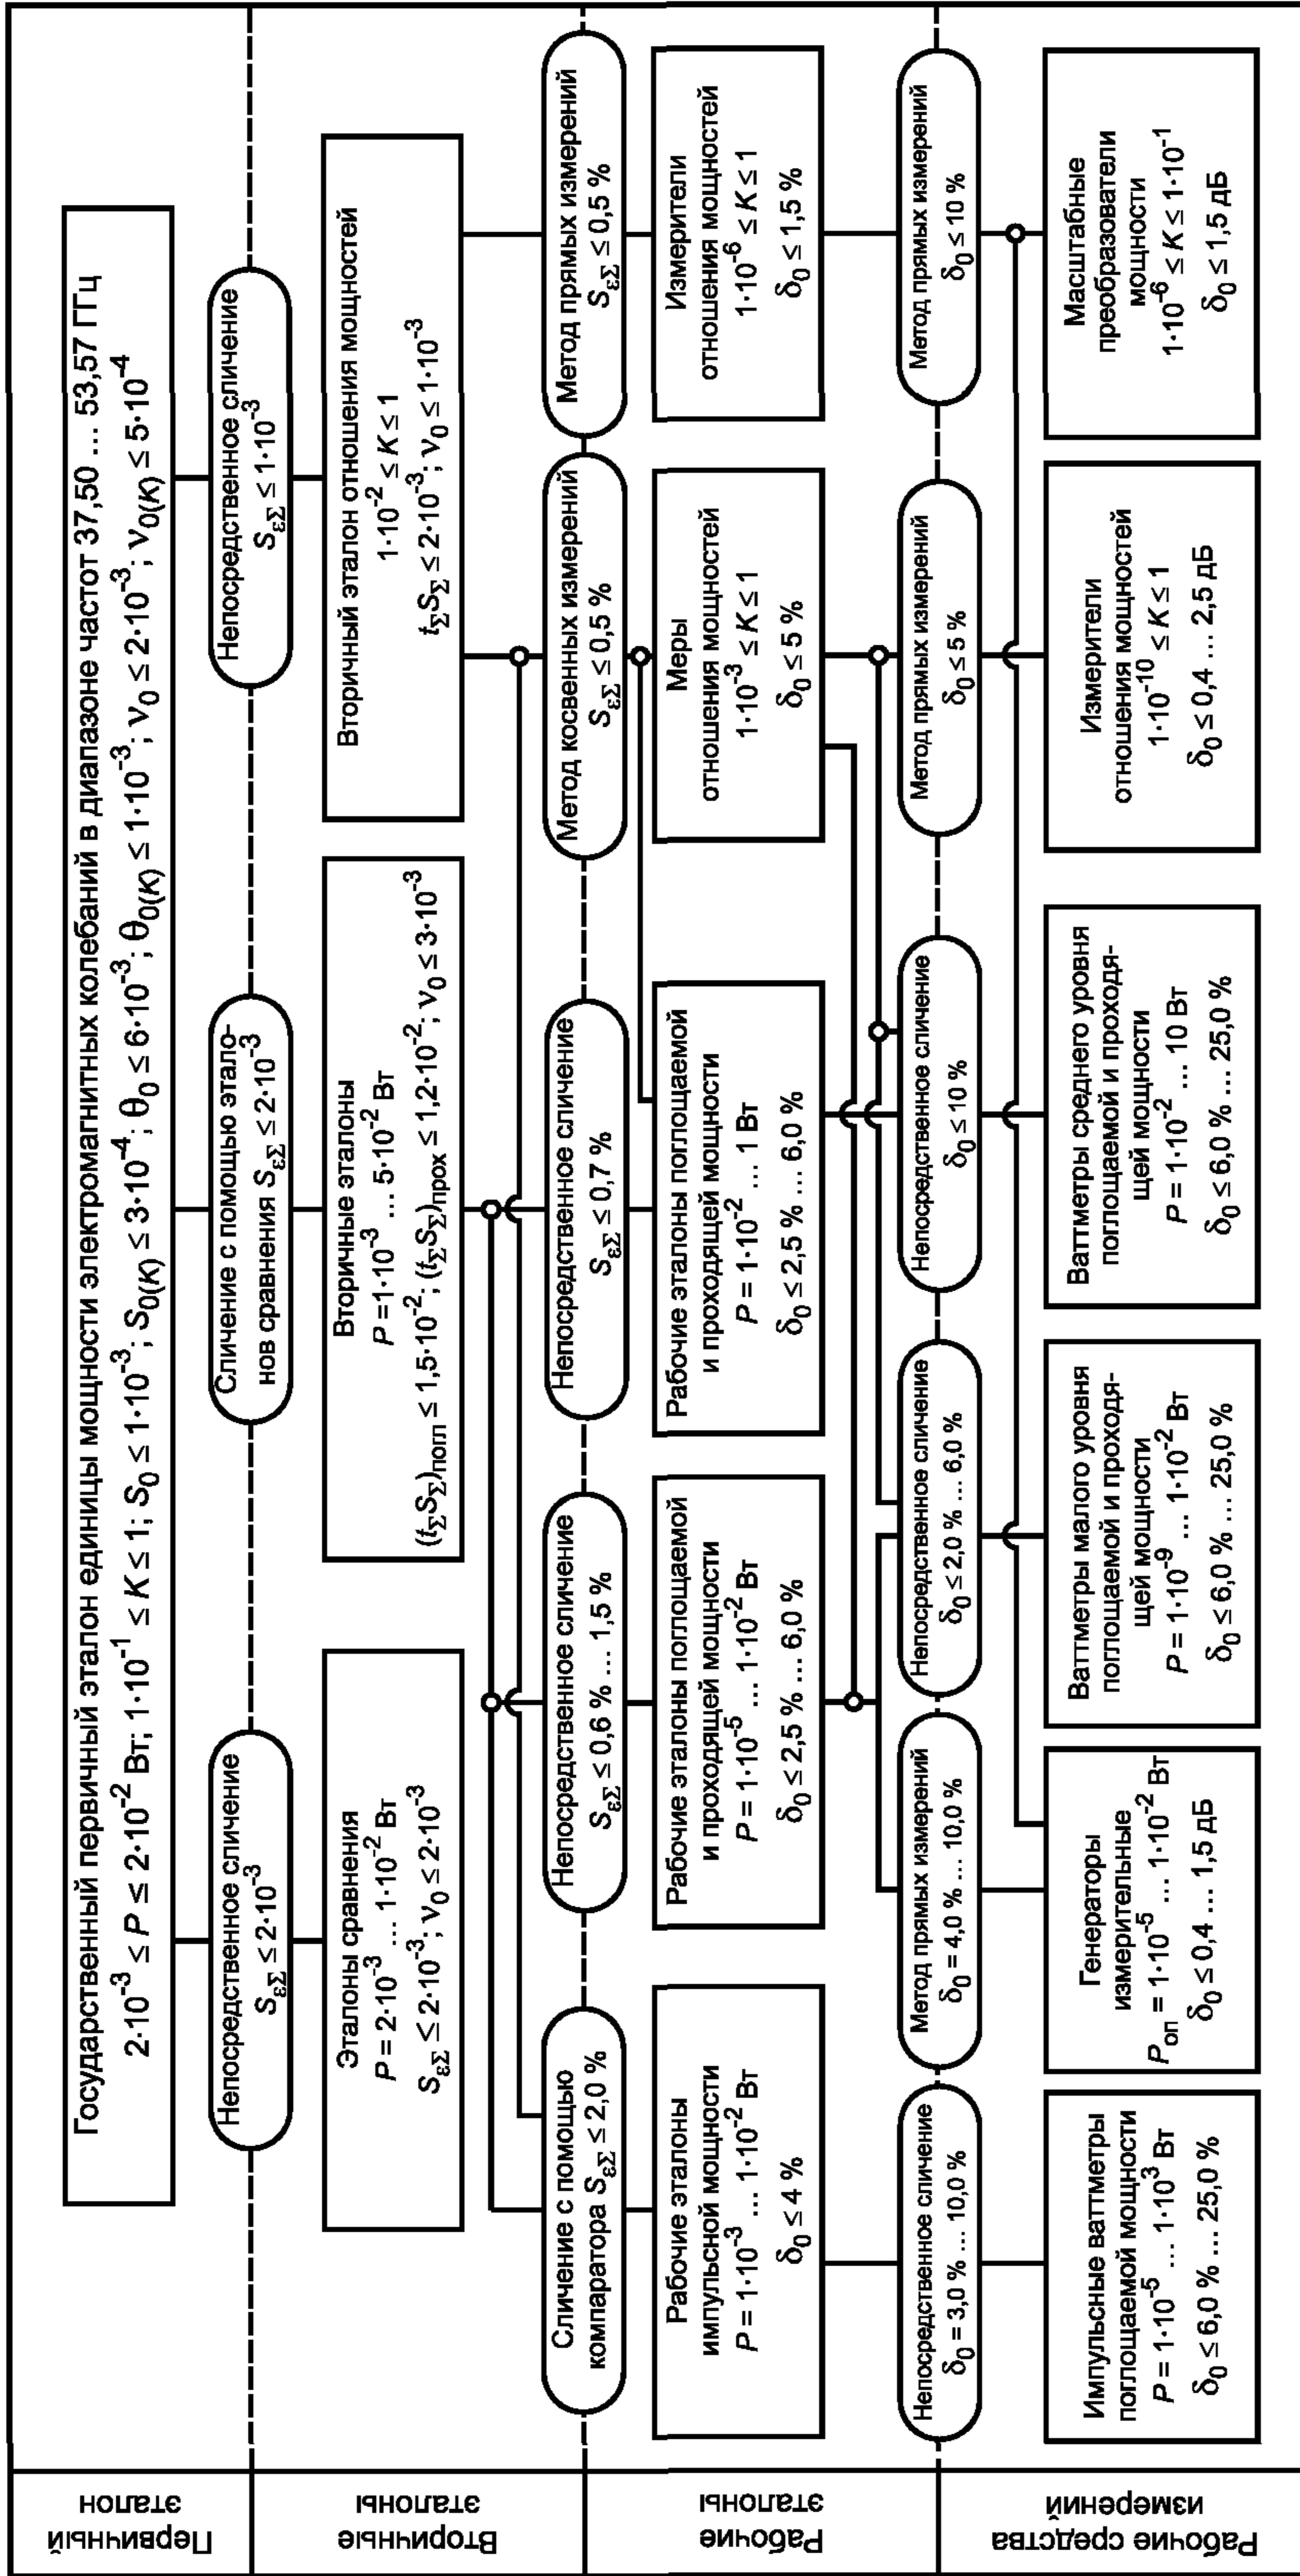 Первичный
эталон
Государственный первичный эталон единицы мощности электромагнитных колебаний в диапазоне частот 37,50 ... 53,57 ГГц
2·10⁻³ ≤ P ≤ 2·10⁻² Вт; 1·10⁻¹ ≤ K ≤ 1; S₀ ≤ 1·10⁻³; S₀₍K₎ ≤ 3·10⁻⁴; θ₀ ≤ 6·10⁻³; θ₀₍K₎ ≤ 1·10⁻³; ν₀ ≤ 2·10⁻³; ν₀₍K₎ ≤ 5·10⁻⁴
Непосредственное сличение
S_εΣ ≤ 2·10⁻³
Сличение с помощью этало-
нов сравнения S_εΣ ≤ 2·10⁻³
Непосредственное сличение
S_εΣ ≤ 1·10⁻³
Вторичные
эталоны
Эталоны сравнения
P = 2·10⁻³ ... 1·10⁻² Вт
S_εΣ ≤ 2·10⁻³; ν₀ ≤ 2·10⁻³
Вторичные эталоны
P =1·10⁻³ ... 5·10⁻² Вт
(t_ΣS_Σ)погл ≤ 1,5·10⁻²; (t_ΣS_Σ)прох ≤ 1,2·10⁻²; ν₀ ≤ 3·10⁻³
Вторичный эталон отношения мощностей
1·10⁻² ≤ K ≤ 1
t_ΣS_Σ ≤ 2·10⁻³; ν₀ ≤ 1·10⁻³
Сличение с помощью
компаратора S_εΣ ≤ 2,0 %
Непосредственное сличение
S_εΣ ≤ 0,6 % ... 1,5 %
Непосредственное сличение
S_εΣ ≤ 0,7 %
Метод косвенных измерений
S_εΣ ≤ 0,5 %
Метод прямых измерений
S_εΣ ≤ 0,5 %
Рабочие
эталоны
Рабочие эталоны
импульсной мощности
P = 1·10⁻³ ... 1·10⁻² Вт
δ₀ ≤ 4 %
Рабочие эталоны поглощаемой
и проходящей мощности
P = 1·10⁻⁵ ... 1·10⁻² Вт
δ₀ ≤ 2,5 % ... 6,0 %
Рабочие эталоны поглощаемой
и проходящей мощности
P = 1·10⁻² ... 1 Вт
δ₀ ≤ 2,5 % ... 6,0 %
Меры
отношения мощностей
1·10⁻³ ≤ K ≤ 1
δ₀ ≤ 5 %
Измерители
отношения мощностей
1·10⁻⁶ ≤ K ≤ 1
δ₀ ≤ 1,5 %
Непосредственное сличение
δ₀ = 3,0 % ... 10,0 %
Метод прямых измерений
δ₀ = 4,0 % ... 10,0 %
Непосредственное сличение
δ₀ ≤ 2,0 % ... 6,0 %
Непосредственное сличение
δ₀ ≤ 10 %
Метод прямых измерений
δ₀ ≤ 5 %
Метод прямых измерений
δ₀ ≤ 10 %
Рабочие средства
измерений
Импульсные ваттметры
поглощаемой мощности
P = 1·10⁻⁵ ... 1·10³ Вт
δ₀ ≤ 6,0 % ... 25,0 %
Генераторы
измерительные
Pоп = 1·10⁻⁵ ... 1·10⁻² Вт
δ₀ ≤ 0,4 ... 1,5 дБ
Ваттметры малого уровня
поглощаемой и проходя-
щей мощности
P = 1·10⁻⁹ ... 1·10⁻² Вт
δ₀ ≤ 6,0 % ... 25,0 %
Ваттметры среднего уровня
поглощаемой и проходя-
щей мощности
P = 1·10⁻² ... 10 Вт
δ₀ ≤ 6,0 % ... 25,0 %
Измерители
отношения мощностей
1·10⁻¹⁰ ≤ K ≤ 1
δ₀ ≤ 0,4 ... 2,5 дБ
Масштабные
преобразователи
мощности
1·10⁻⁶ ≤ K ≤ 1·10⁻¹
δ₀ ≤ 1,5 дБ